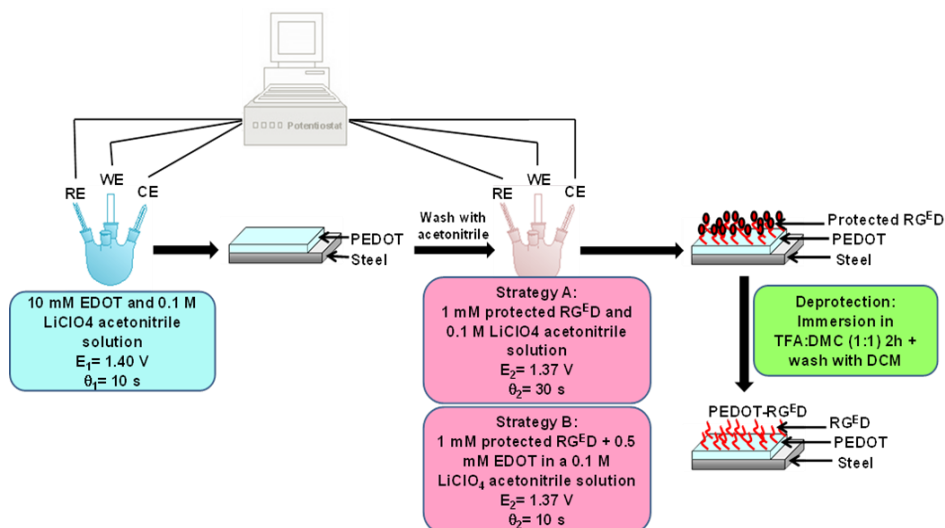 Potentiostat
RE
WE
CE
RE
WE
CE
PEDOT
Steel
Wash with
acetonitrile
Protected RGᴱD
PEDOT
Steel
10 mM EDOT and 0.1 M
LiClO4 acetonitrile
solution
E₁= 1.40 V
θ₁= 10 s
Strategy A:
1 mM protected RGᴱD and
0.1 M LiClO4 acetonitrile
solution
E₂= 1.37 V
θ₂= 30 s
Strategy B:
1 mM protected RGᴱD + 0.5
mM EDOT in a 0.1 M
LiClO₄ acetonitrile solution
E₂= 1.37 V
θ₂= 10 s
Deprotection:
Immersion in
TFA:DMC (1:1) 2h +
wash with DCM
PEDOT-RGᴱD
RGᴱD
PEDOT
Steel